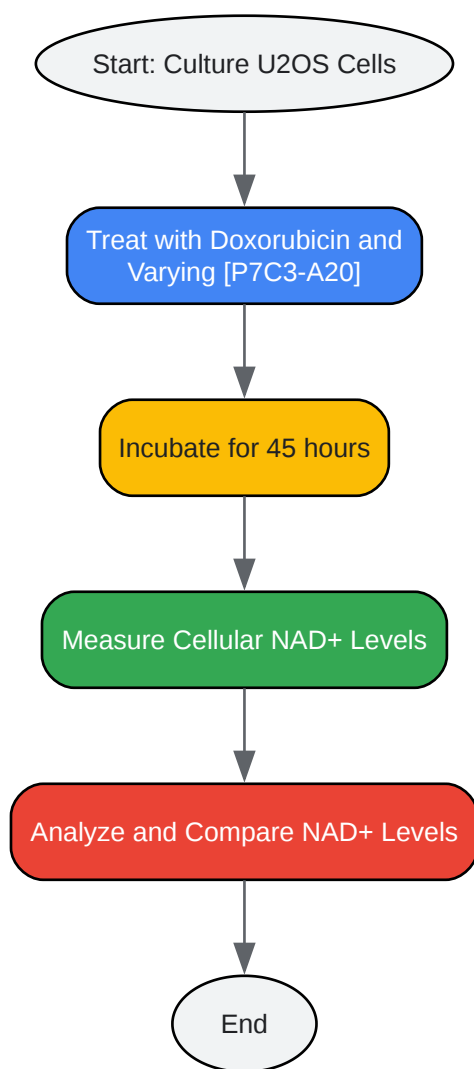 Start: Culture U2OS Cells
Treat with Doxorubicin and
Varying [P7C3-A20]
Incubate for 45 hours
Measure Cellular NAD+ Levels
Analyze and Compare NAD+ Levels
End